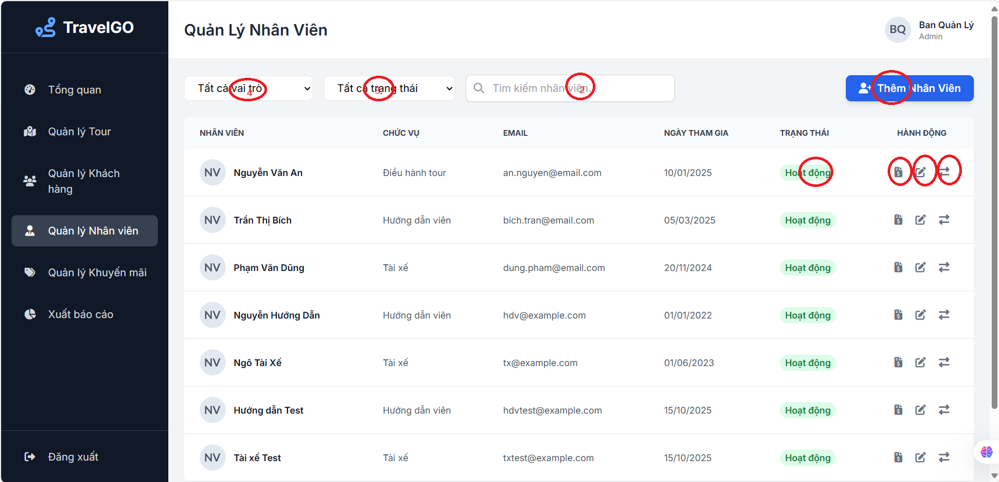 TravelGO
Quản Lý Nhân Viên
BQ
Ban Quản Lý
Admin
Tổng quan
Quản lý Tour
Quản lý Khách
hàng
Quản lý Nhân viên
Quản lý Khuyến mãi
Xuất báo cáo
Đăng xuất
Tất cả vai trò
4
Tất cả trạng thái
3
Tìm kiếm nhân viên...
2
Thêm Nhân Viên
1
NHÂN VIÊN CHỨC VỤ EMAIL NGÀY THAM GIA TRẠNG THÁI HÀNH ĐỘNG
NV Nguyễn Văn An Điều hành tour an.nguyen@email.com 10/01/2025 Hoạt động
NV Trần Thị Bích Hướng dẫn viên bich.tran@email.com 05/03/2025 Hoạt động
NV Phạm Văn Dũng Tài xế dung.pham@email.com 20/11/2024 Hoạt động
NV Nguyễn Hướng Dẫn Hướng dẫn viên hdv@example.com 01/01/2022 Hoạt động
NV Ngô Tài Xế Tài xế tx@example.com 01/06/2023 Hoạt động
NV Hướng dẫn Test Hướng dẫn viên hdvtest@example.com 15/10/2025 Hoạt động
NV Tài xế Test Tài xế txtest@example.com 15/10/2025 Hoạt động